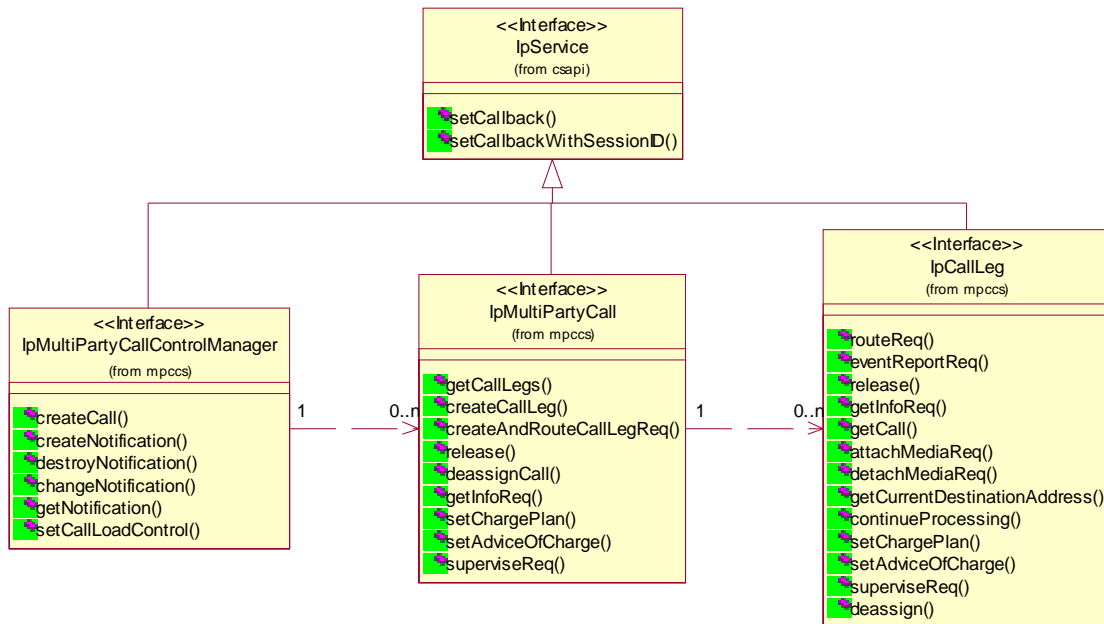 <<Interface>>
IpService
(from csapi)
setCallback()
setCallbackWithSessionID()
<<Interface>>
IpMultiPartyCallControlManager
(from mpccs)
createCall()
createNotification()
destroyNotification()
changeNotification()
getNotification()
setCallLoadControl()
1
0..n
<<Interface>>
IpMultiPartyCall
(from mpccs)
getCallLegs()
createCallLeg()
createAndRouteCallLegReq()
release()
deassignCall()
getInfoReq()
setChargePlan()
setAdviceOfCharge()
superviseReq()
1
0..n
<<Interface>>
IpCallLeg
(from mpccs)
routeReq()
eventReportReq()
release()
getInfoReq()
getCall()
attachMediaReq()
detachMediaReq()
getCurrentDestinationAddress()
continueProcessing()
setChargePlan()
setAdviceOfCharge()
superviseReq()
deassign()